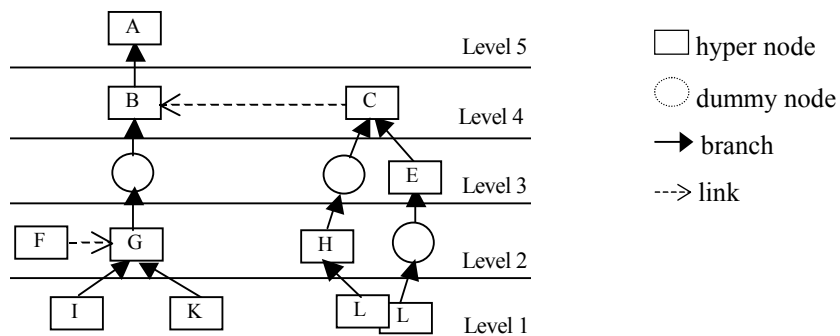 A
Level 5
hyper node
B
C
Level 4
dummy node
branch
E
Level 3
link
F
G
H
Level 2
I
K
L
L
Level 1